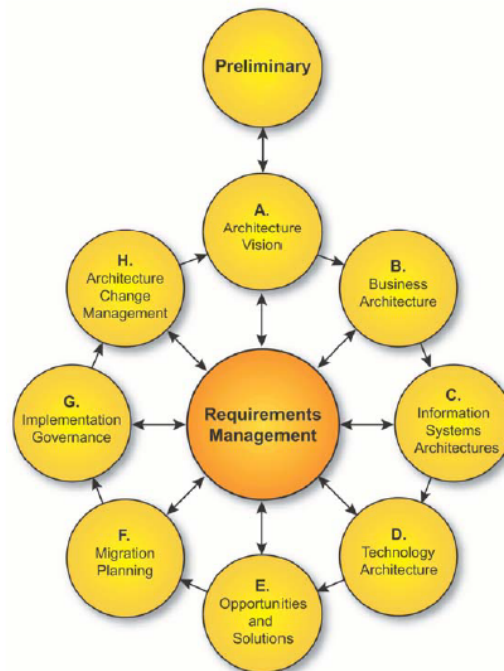 Preliminary
A.
Architecture
Vision
B.
Business
Architecture
C.
Information
Systems
Architectures
D.
Technology
Architecture
E.
Opportunities
and
Solutions
F.
Migration
Planning
G.
Implementation
Governance
H.
Architecture
Change
Management
Requirements
Management